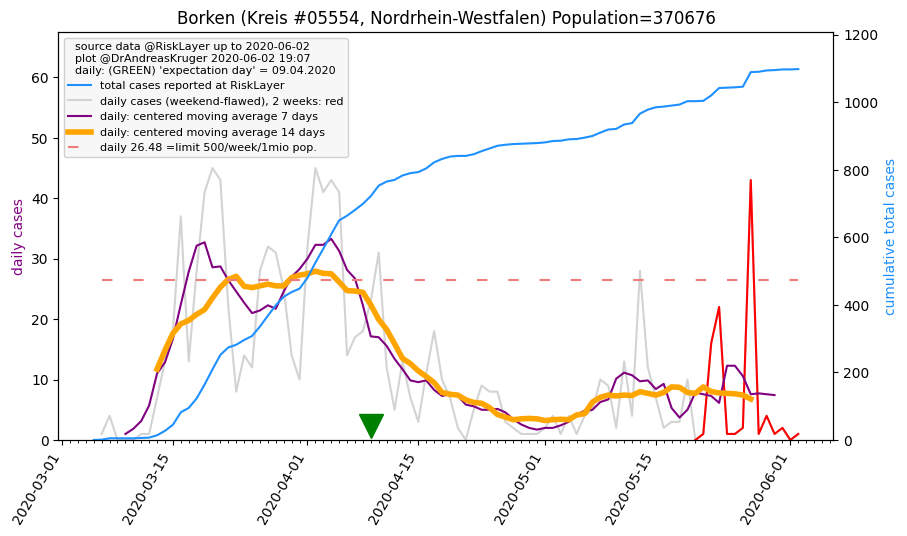 Borken (Kreis #05554, Nordrhein-Westfalen) Population=370676
source data @RiskLayer up to 2020-06-02
plot @DrAndreasKruger 2020-06-02 19:07
daily: (GREEN) 'expectation day' = 09.04.2020
total cases reported at RiskLayer
daily cases (weekend-flawed), 2 weeks: red
daily: centered moving average 7 days
daily: centered moving average 14 days
daily 26.48 =limit 500/week/1mio pop.
daily cases
60
50
40
30
20
10
0
cumulative total cases
1200
1000
800
600
400
200
0
2020-03-01
2020-03-15
2020-04-01
2020-04-15
2020-05-01
2020-05-15
2020-06-01